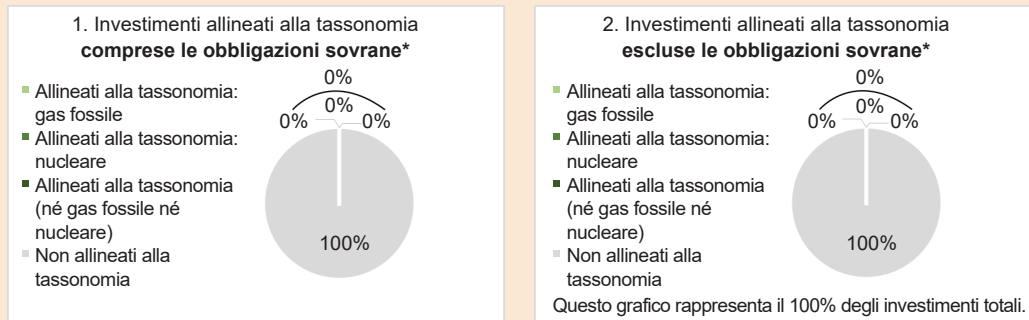 1. Investimenti allineati alla tassonomia
comprese le obbligazioni sovrane*
Allineati alla tassonomia:
gas fossile
Allineati alla tassonomia:
nucleare
Allineati alla tassonomia
(né gas fossile né
nucleare)
Non allineati alla
tassonomia
0%
0%
0%
0%
100%
2. Investimenti allineati alla tassonomia
escluse le obbligazioni sovrane*
Allineati alla tassonomia:
gas fossile
Allineati alla tassonomia:
nucleare
Allineati alla tassonomia
(né gas fossile né
nucleare)
Non allineati alla
tassonomia
0%
0%
0%
0%
100%
Questo grafico rappresenta il 100% degli investimenti totali.